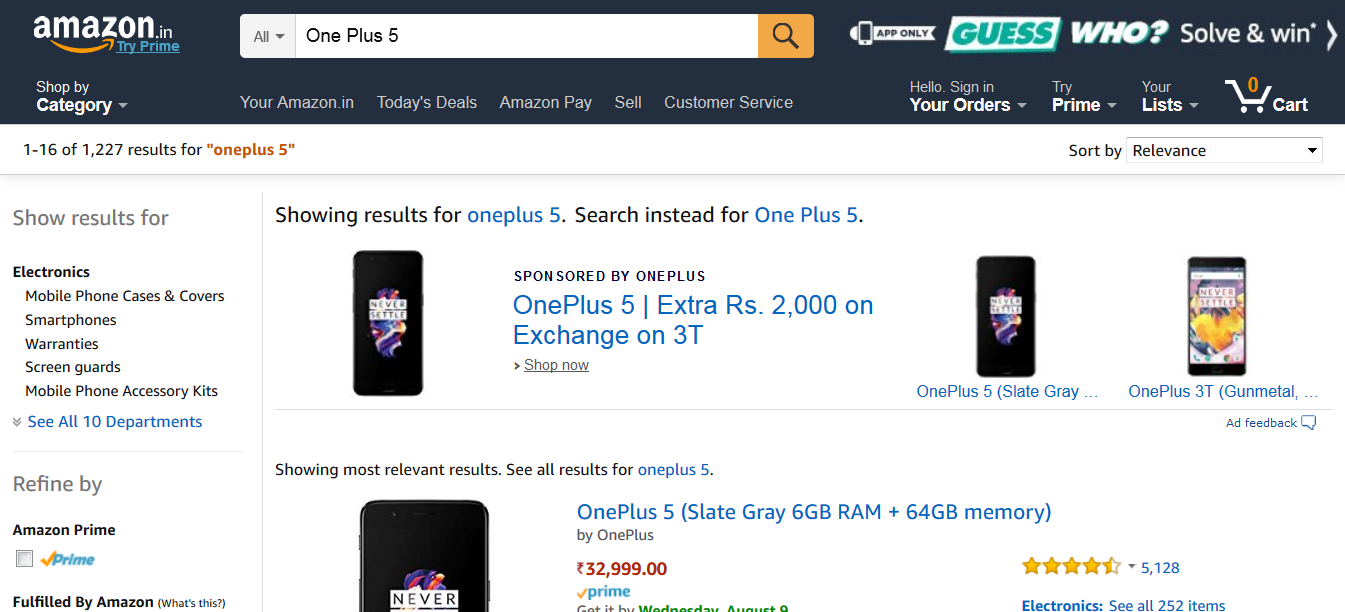 amazon.in
Try Prime
All
One Plus 5
APP ONLY
GUESS WHO? Solve & win*
Shop by
Category
Your Amazon.in
Today's Deals
Amazon Pay
Sell
Customer Service
Hello. Sign in
Your Orders
Try
Prime
Your
Lists
0
Cart
1-16 of 1,227 results for "oneplus 5"
Sort by
Relevance
Show results for
Electronics
Mobile Phone Cases & Covers
Smartphones
Warranties
Screen guards
Mobile Phone Accessory Kits
See All 10 Departments
Refine by
Amazon Prime
Prime
Fulfilled By Amazon (What's this?)
Showing results for oneplus 5. Search instead for One Plus 5.
NEVER
SETTLE
SPONSORED BY ONEPLUS
OnePlus 5 | Extra Rs. 2,000 on
Exchange on 3T
Shop now
NEVER
SETTLE
OnePlus 5 (Slate Gray ...
NEVER
SETTLE
OnePlus 3T (Gunmetal, ...
Ad feedback
Showing most relevant results. See all results for oneplus 5.
NEVER
OnePlus 5 (Slate Gray 6GB RAM + 64GB memory)
by OnePlus
₹32,999.00
prime
Get it by Wednesday, August 9
5,128
Electronics: See all 252 items